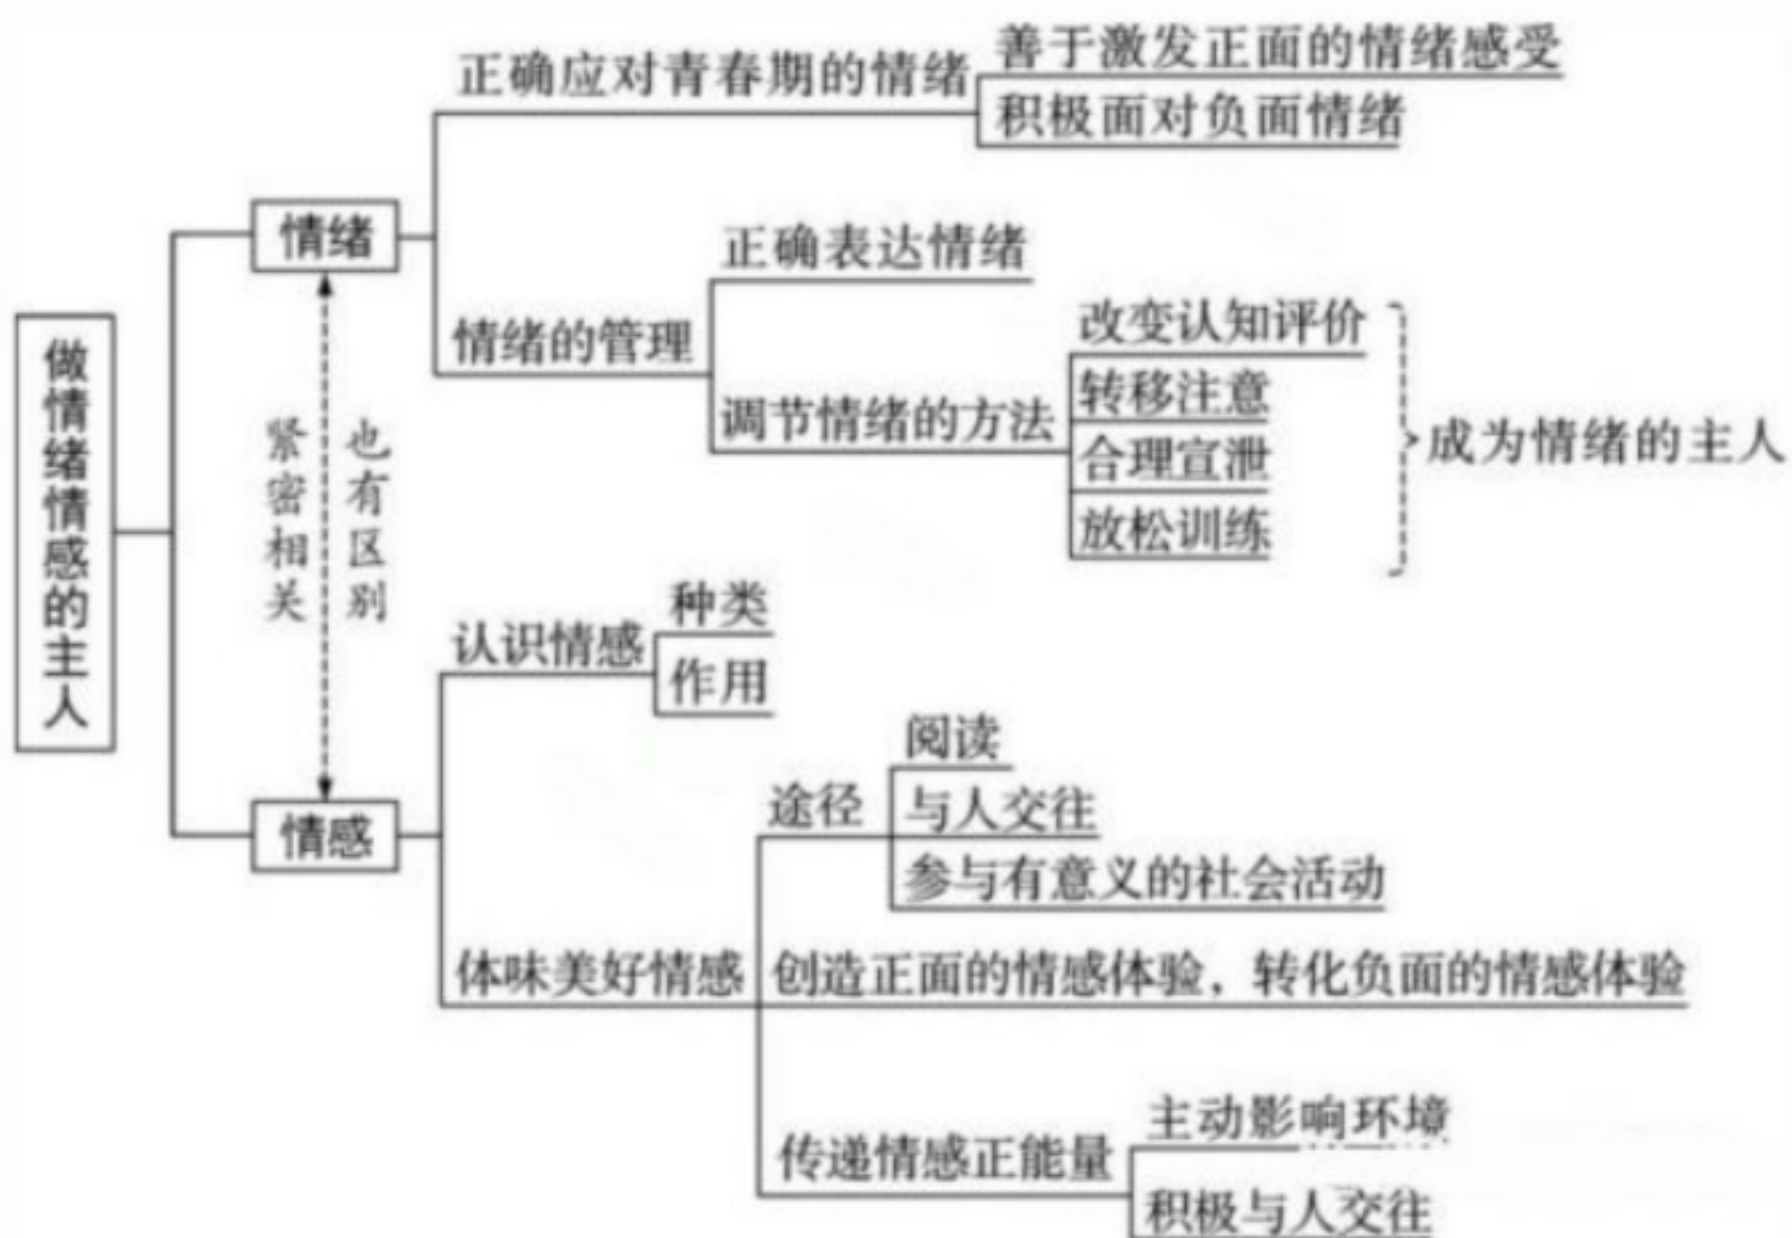 做情绪情感的主人
情绪
紧密相关
也有区别
情感
正确应对青春期的情绪
善于激发正面的情绪感受
积极面对负面情绪
情绪的管理
正确表达情绪
调节情绪的方法
改变认知评价
转移注意
合理宣泄
放松训练
成为情绪的主人
认识情感
种类
作用
体味美好情感
途径
阅读
与人交往
参与有意义的社会活动
创造正面的情感体验，转化负面的情感体验
传递情感正能量
主动影响环境
积极与人交往